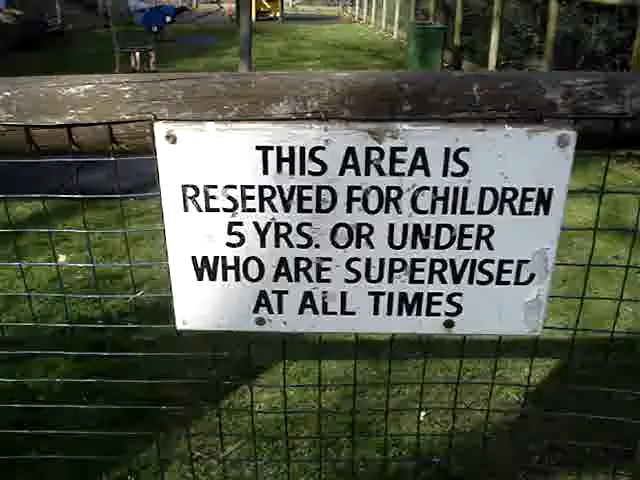 THIS AREA IS
RESERVED FOR CHILDREN
5 YRS. OR UNDER
WHO ARE SUPERVISED
AT ALL TIMES